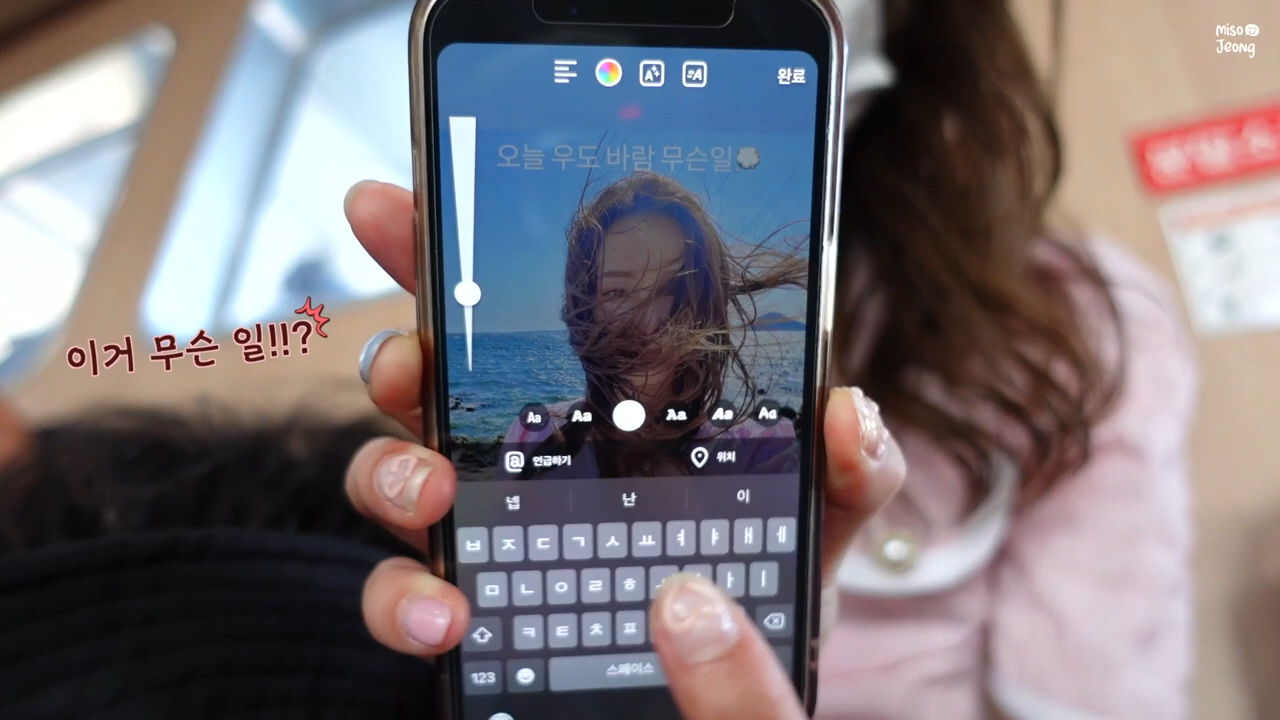 miso
Jeong
완료
오늘 우도 바람 무슨일
이거 무슨 일!!?
Aa Aa Aa Aa Aa
@ 언급하기 위치
넵 난 이
ㅂ ㅈ ㄷ ㄱ ㅅ ㅛ ㅕ ㅑ ㅐ ㅔ
ㅁ ㄴ ㅇ ㄹ ㅎ ㅏ ㅣ
ㅋ ㅌ ㅊ ㅍ
123 스페이스